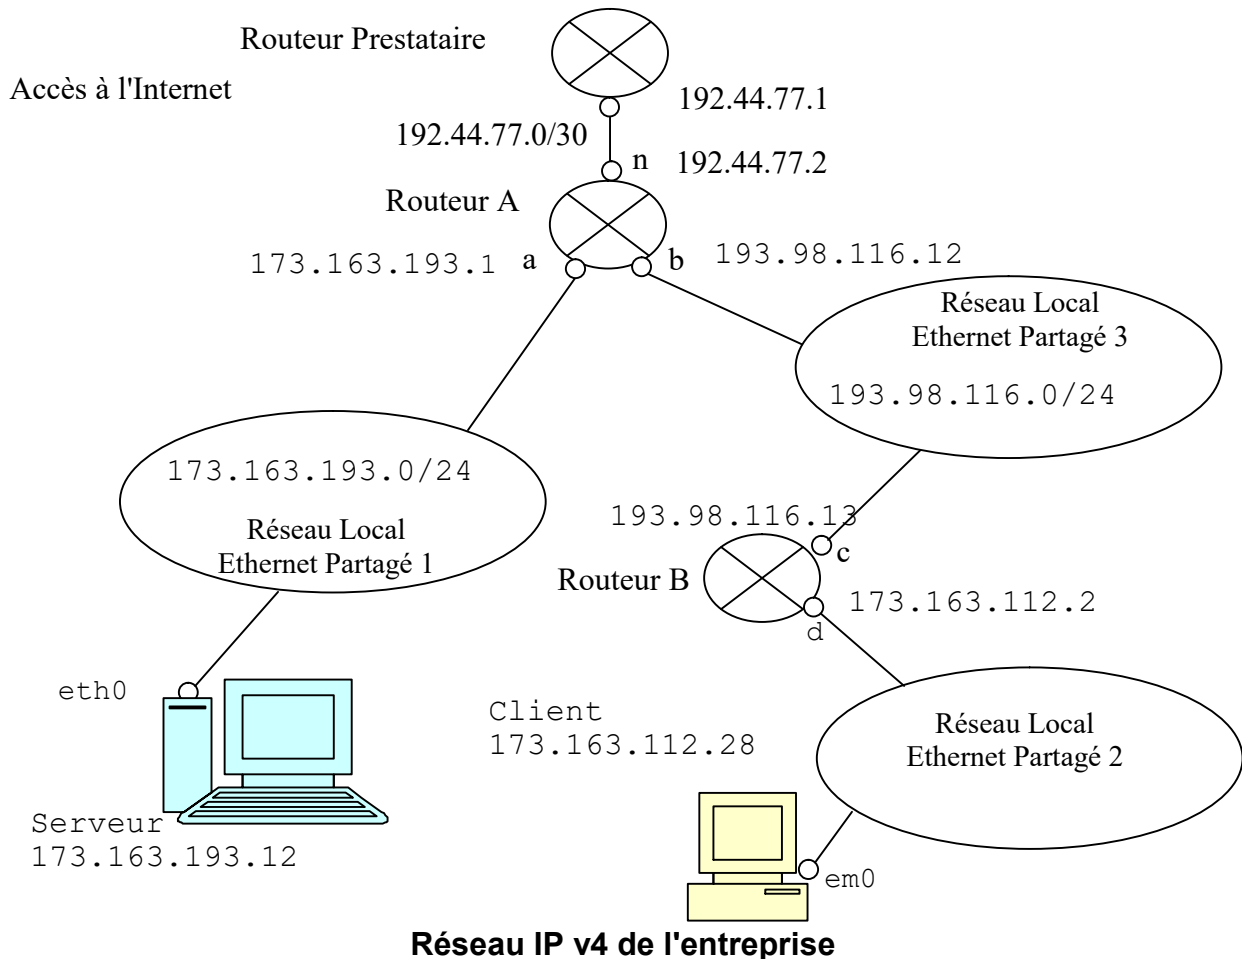 Routeur Prestataire
Accès à l'Internet
192.44.77.1
192.44.77.0/30
n
192.44.77.2
Routeur A
173.163.193.1
a
b
193.98.116.12
Réseau Local
Ethernet Partagé 3
193.98.116.0/24
173.163.193.0/24
Réseau Local
Ethernet Partagé 1
193.98.116.13
c
Routeur B
173.163.112.2
d
eth0
Client
173.163.112.28
Réseau Local
Ethernet Partagé 2
Serveur
173.163.193.12
em0
Réseau IP v4 de l'entreprise